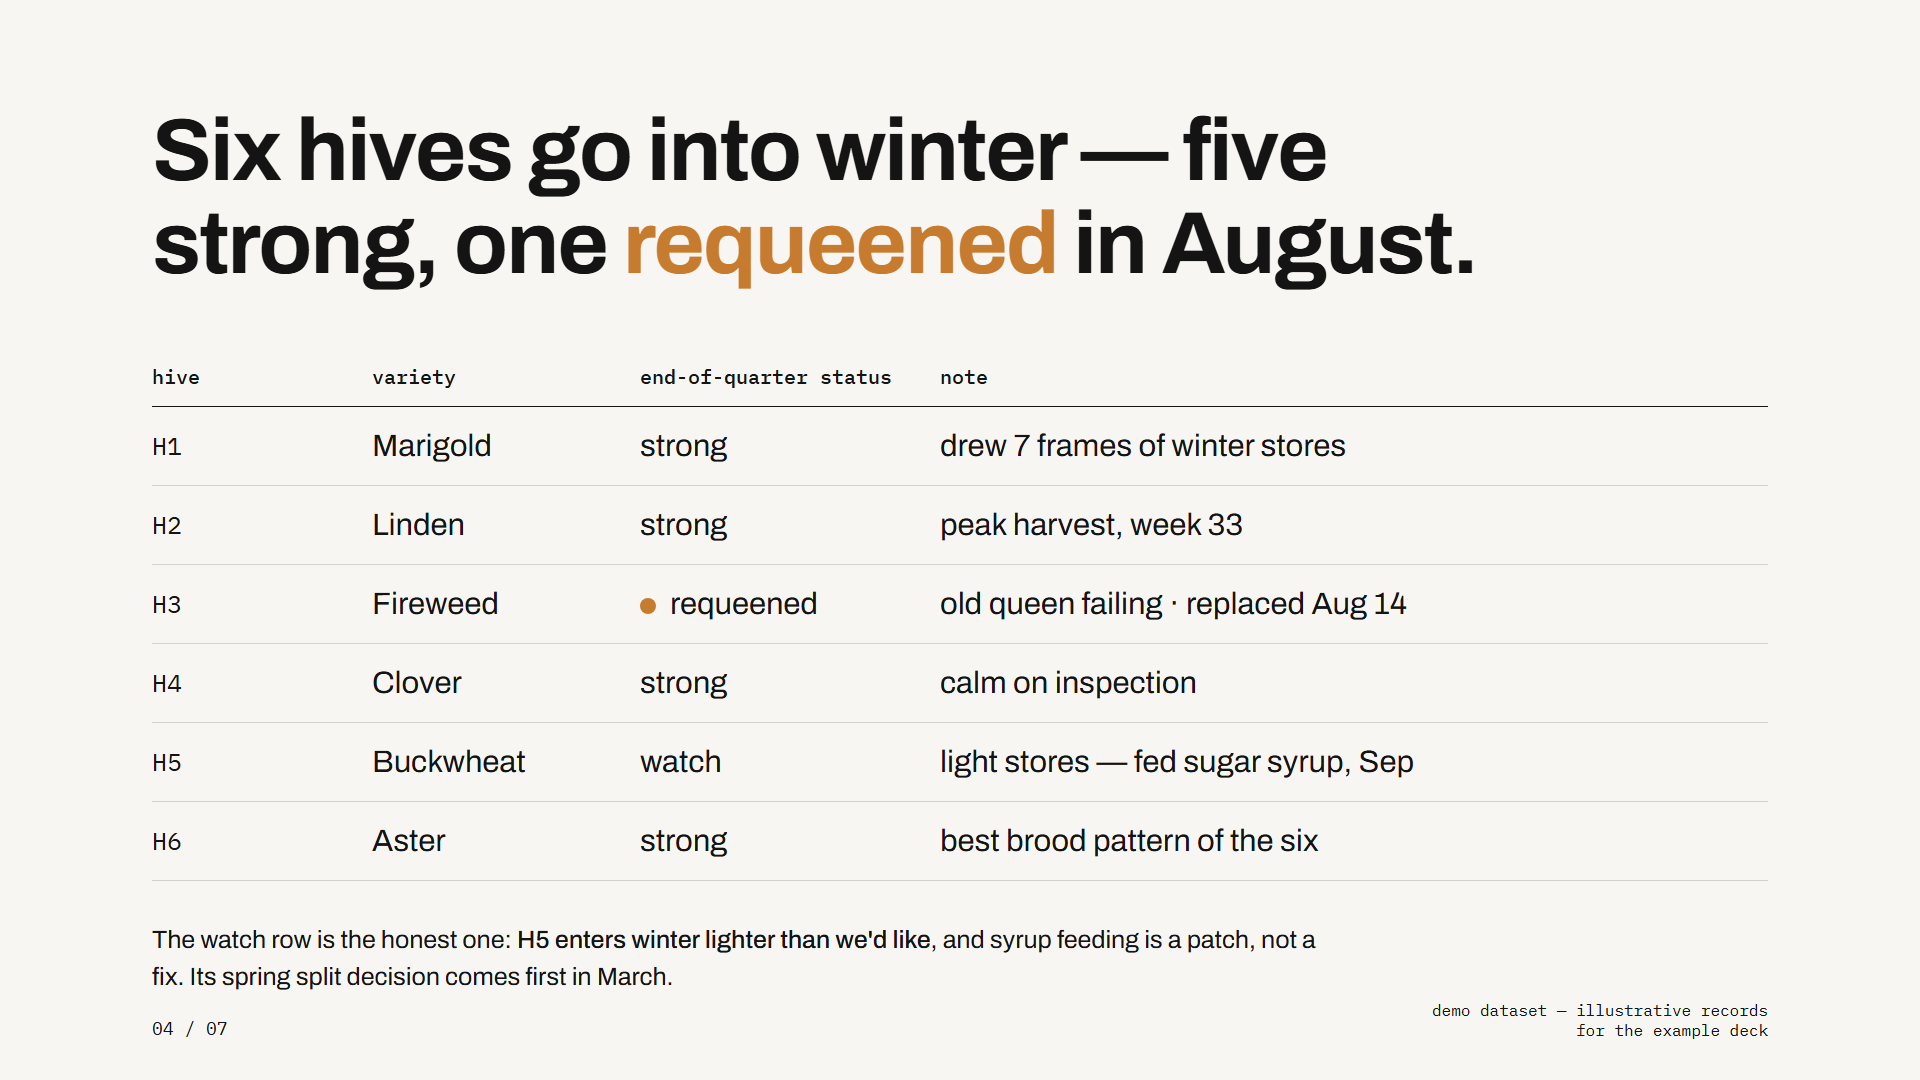 Six hives go into winter — five
strong, one requeened in August.
hive variety end-of-quarter status note
H1 Marigold strong drew 7 frames of winter stores
H2 Linden strong peak harvest, week 33
H3 Fireweed requeened old queen failing · replaced Aug 14
H4 Clover strong calm on inspection
H5 Buckwheat watch light stores — fed sugar syrup, Sep
H6 Aster strong best brood pattern of the six
The watch row is the honest one: H5 enters winter lighter than we'd like, and syrup feeding is a patch, not a
fix. Its spring split decision comes first in March.
04 / 07
demo dataset — illustrative records
for the example deck